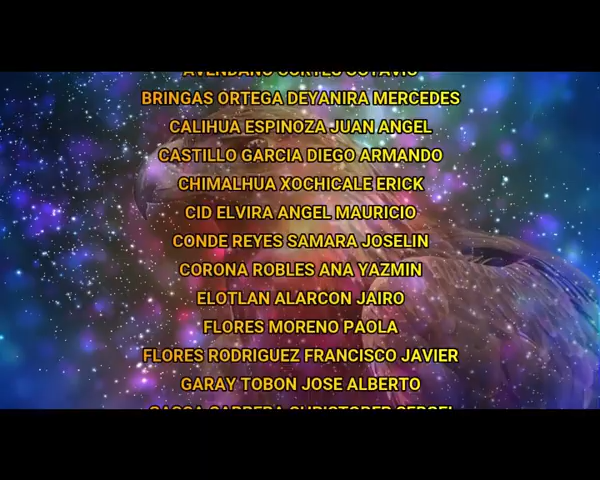 BRINGAS ORTEGA DEYANIRA MERCEDES
CALIHUA ESPINOZA JUAN ANGEL
CASTILLO GARCIA DIEGO ARMANDO
CHIMALHUA XOCHICALE ERICK
CID ELVIRA ANGEL MAURICIO
CONDE REYES SAMARA JOSELIN
CORONA ROBLES ANA YAZMIN
ELOTLAN ALARCON JAIRO
FLORES MORENO PAOLA
FLORES RODRIGUEZ FRANCISCO JAVIER
GARAY TOBON JOSE ALBERTO